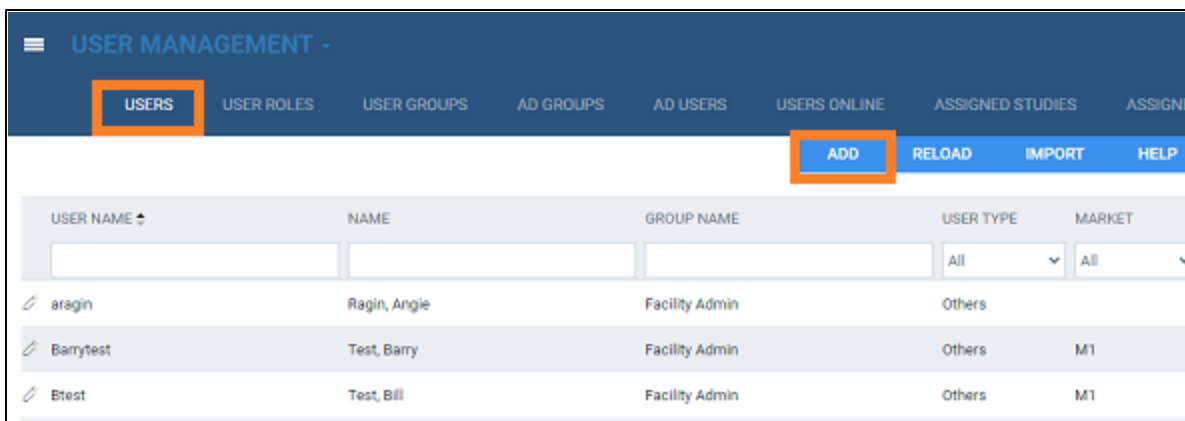 USER MANAGEMENT -
USERS USER ROLES USER GROUPS AD GROUPS AD USERS USERS ONLINE ASSIGNED STUDIES ASSIGNE
ADD RELOAD IMPORT HELP
USER NAME NAME GROUP NAME USER TYPE MARKET
All All
aragin Ragin, Angie Facility Admin Others
Barrytest Test, Barry Facility Admin Others M1
Btest Test, Bill Facility Admin Others M1